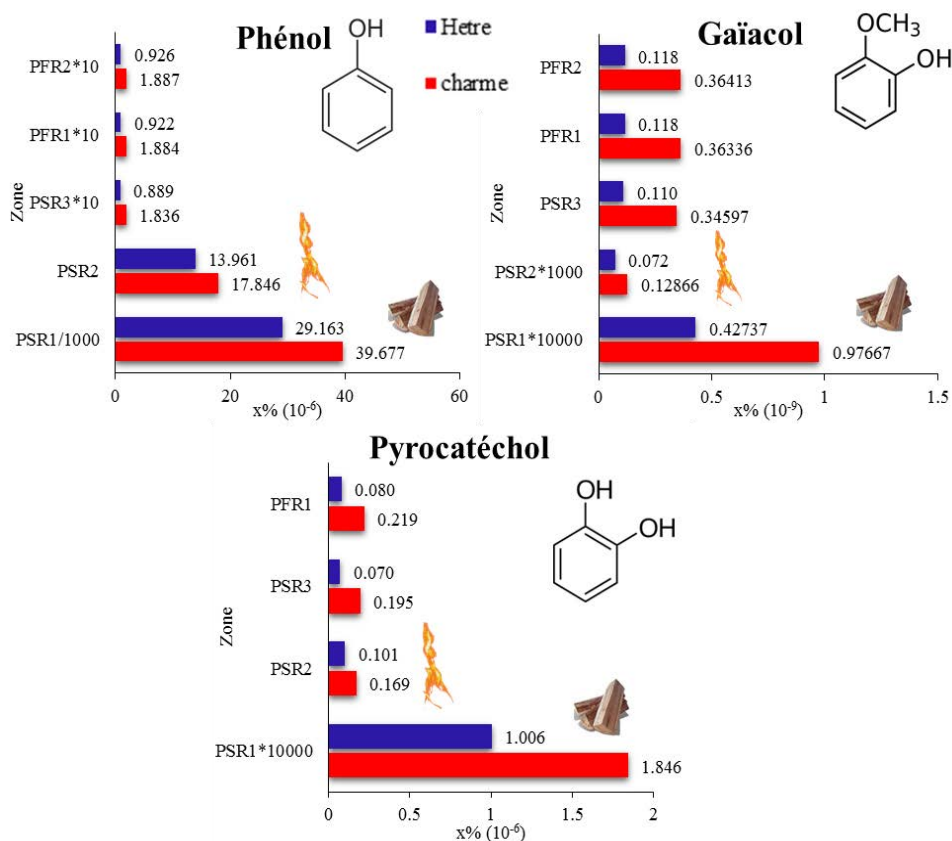 Phénol
OH
Hetre
charme
PFR2*10
0.926
1.887
PFR1*10
0.922
1.884
PSR3*10
0.889
1.836
PSR2
13.961
17.846
PSR1/1000
29.163
39.677
Zone
0 20 40 60
x% (10⁻⁶)
Gaïacol
OCH₃
OH
PFR2
0.118
0.36413
PFR1
0.118
0.36336
PSR3
0.110
0.34597
PSR2*1000
0.072
0.12866
PSR1*10000
0.42737
0.97667
Zone
0 0.5 1 1.5
x% (10⁻⁹)
Pyrocatéchol
OH
OH
PFR1
0.080
0.219
PSR3
0.070
0.195
PSR2
0.101
0.169
PSR1*10000
1.006
1.846
Zone
0 0.5 1 1.5 2
x% (10⁻⁶)